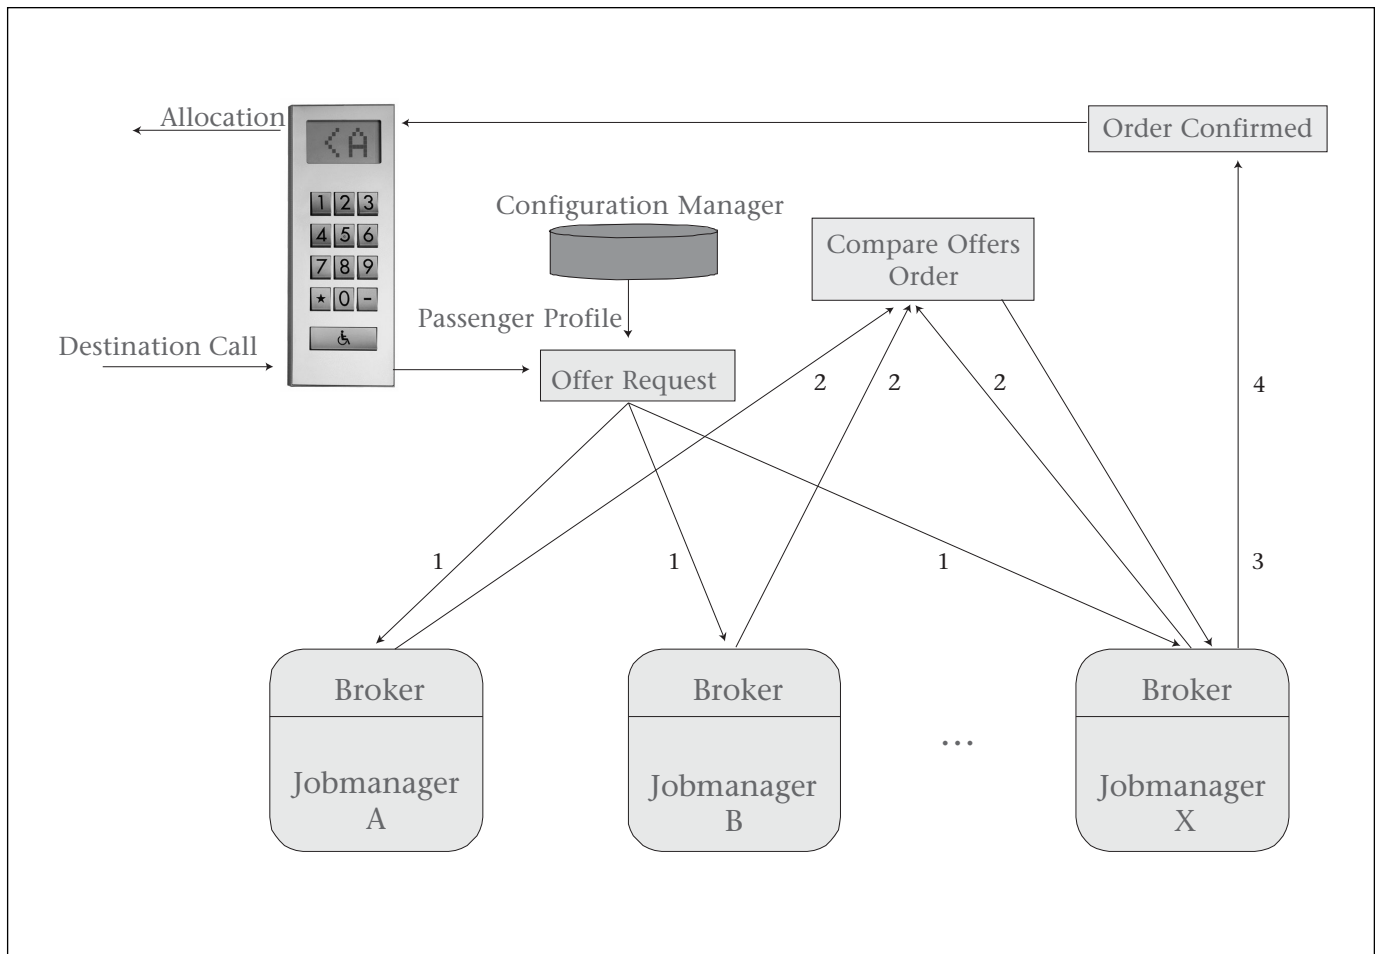 Allocation
<A
Order Confirmed
1 2 3
4 5 6
7 8 9
* 0 -
Configuration Manager
Compare Offers
Order
Passenger Profile
Destination Call
Offer Request
2
2
2
4
1
1
1
3
Broker
Broker
Broker
...
Jobmanager
A
Jobmanager
B
Jobmanager
X